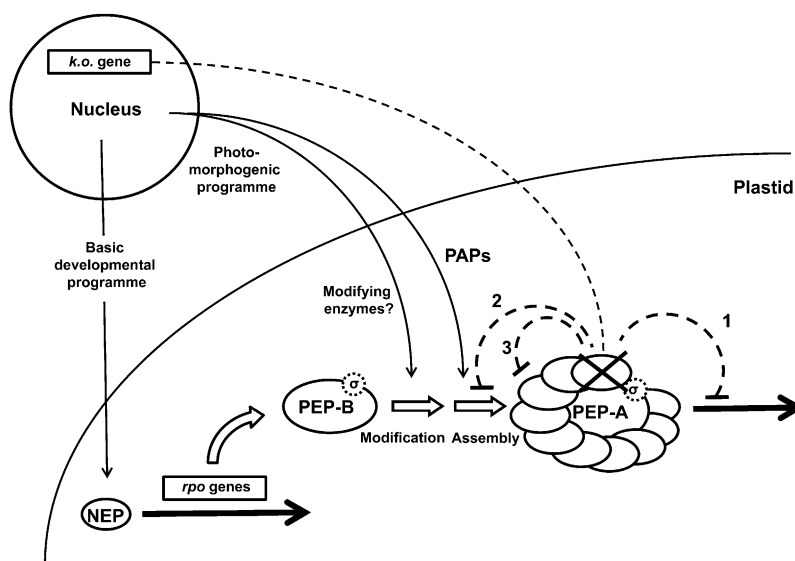 k.o. gene
Nucleus
Photo-
morphogenic
programme
Plastid
Basic
developmental
programme
PAPs
Modifying
enzymes?
2
1
3
σ
σ
PEP-B
PEP-A
Modification
Assembly
rpo genes
NEP